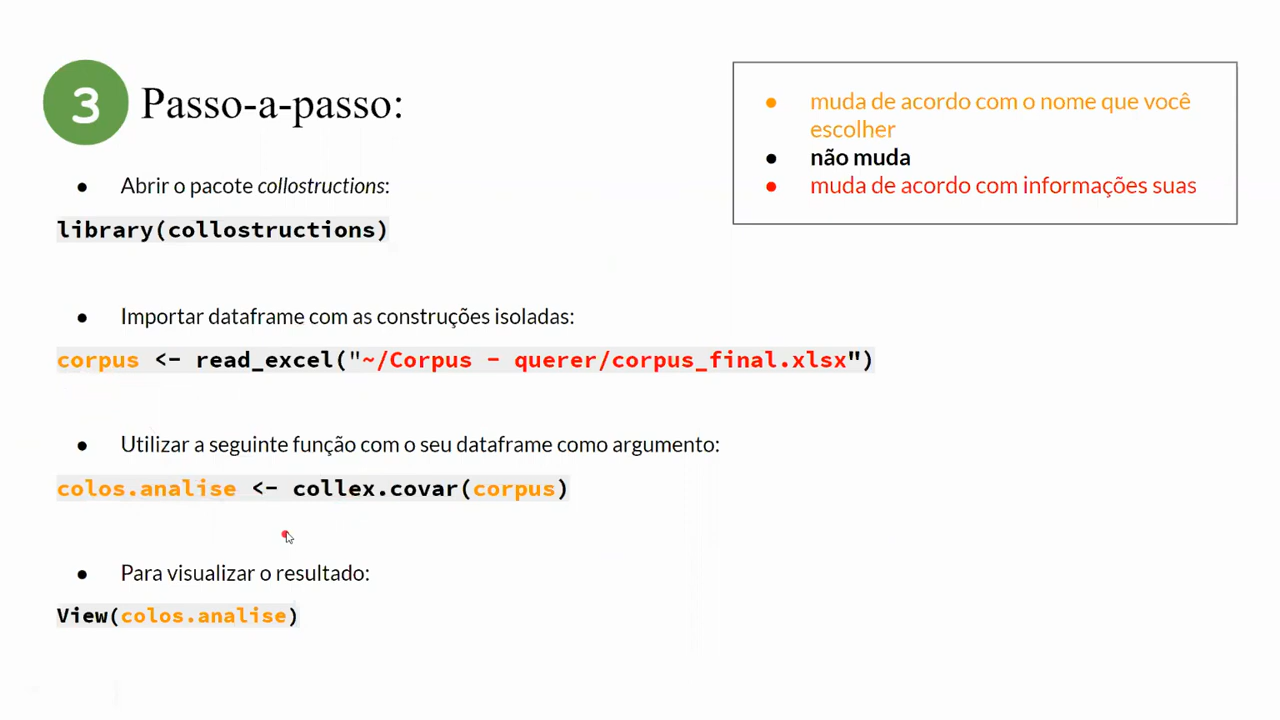 3 Passo-a-passo:
● muda de acordo com o nome que você
escolher
● não muda
● muda de acordo com informações suas
● Abrir o pacote collostructions:
library(collostructions)
● Importar dataframe com as construções isoladas:
corpus <- read_excel("~/Corpus - querer/corpus_final.xlsx")
● Utilizar a seguinte função com o seu dataframe como argumento:
colos.analise <- collex.covar(corpus)
● Para visualizar o resultado:
View(colos.analise)